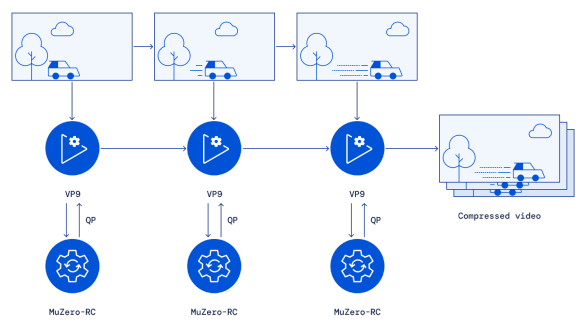 VP9
VP9
VP9
QP
QP
QP
Compressed video
MuZero-RC
MuZero-RC
MuZero-RC